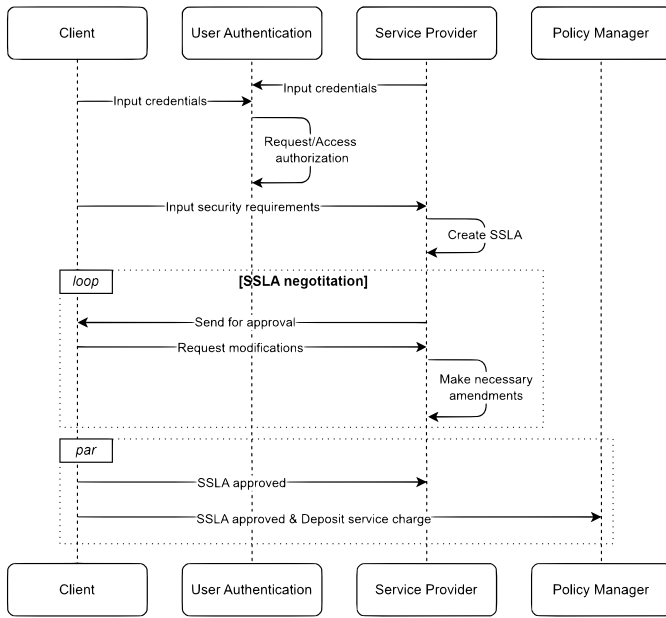 Client
User Authentication
Service Provider
Policy Manager
Input credentials
Input credentials
Request/Access
authorization
Input security requirements
Create SSLA
loop
[SSLA negotitation]
Send for approval
Request modifications
Make necessary
amendments
par
SSLA approved
SSLA approved & Deposit service charge
Client
User Authentication
Service Provider
Policy Manager